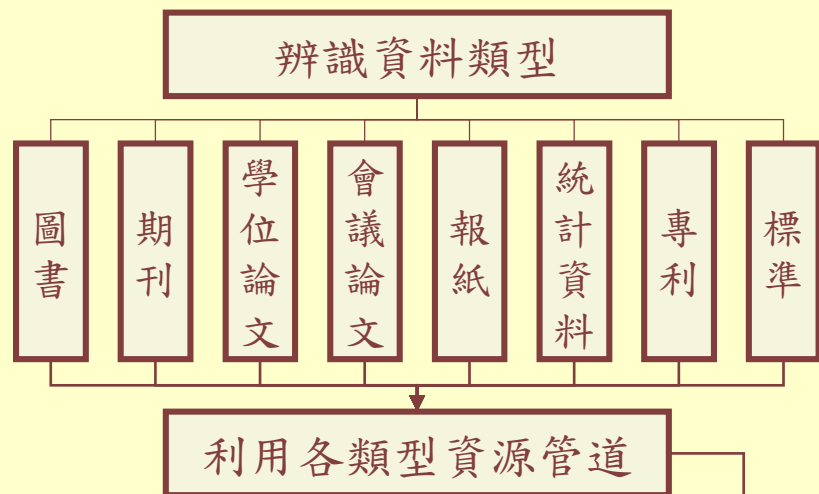 辨識資料類型
圖書
期刊
學位論文
會議論文
報紙
統計資料
專利
標準
利用各類型資源管道